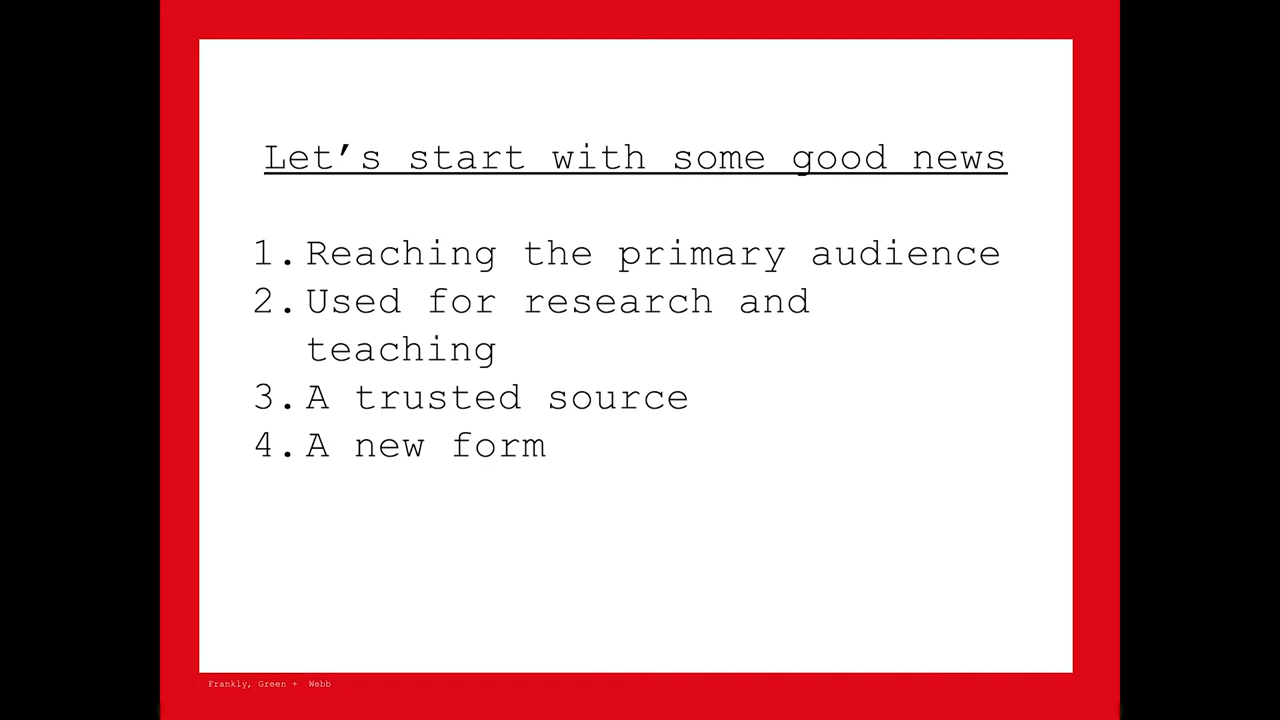 Let’s start with some good news
1. Reaching the primary audience
2. Used for research and
teaching
3. A trusted source
4. A new form
Frankly, Green + Webb